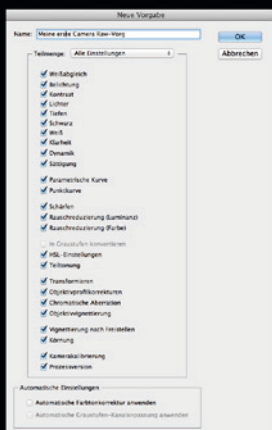 Neue Vorgabe
Name: Meine erste Camera Raw-Vorg
OK
Abbrechen
Teilmenge: Alle Einstellungen
Weißabgleich
Belichtung
Kontrast
Lichter
Tiefen
Schwarz
Weiß
Klarheit
Dynamik
Sättigung
Parametrische Kurve
Punktkurve
Schärfen
Rauschreduzierung (Luminanz)
Rauschreduzierung (Farbe)
In Graustufen konvertieren
HSL-Einstellungen
Teiltonung
Transformieren
Objektivprofilkorrekturen
Chromatische Aberration
Objektivvignettierung
Vignettierung nach Freistellen
Körnung
Kamerakalibrierung
Prozessversion
Automatische Einstellungen
Automatische Farbtonkorrektur anwenden
Automatische Graustufen-Kanalanpassung anwenden